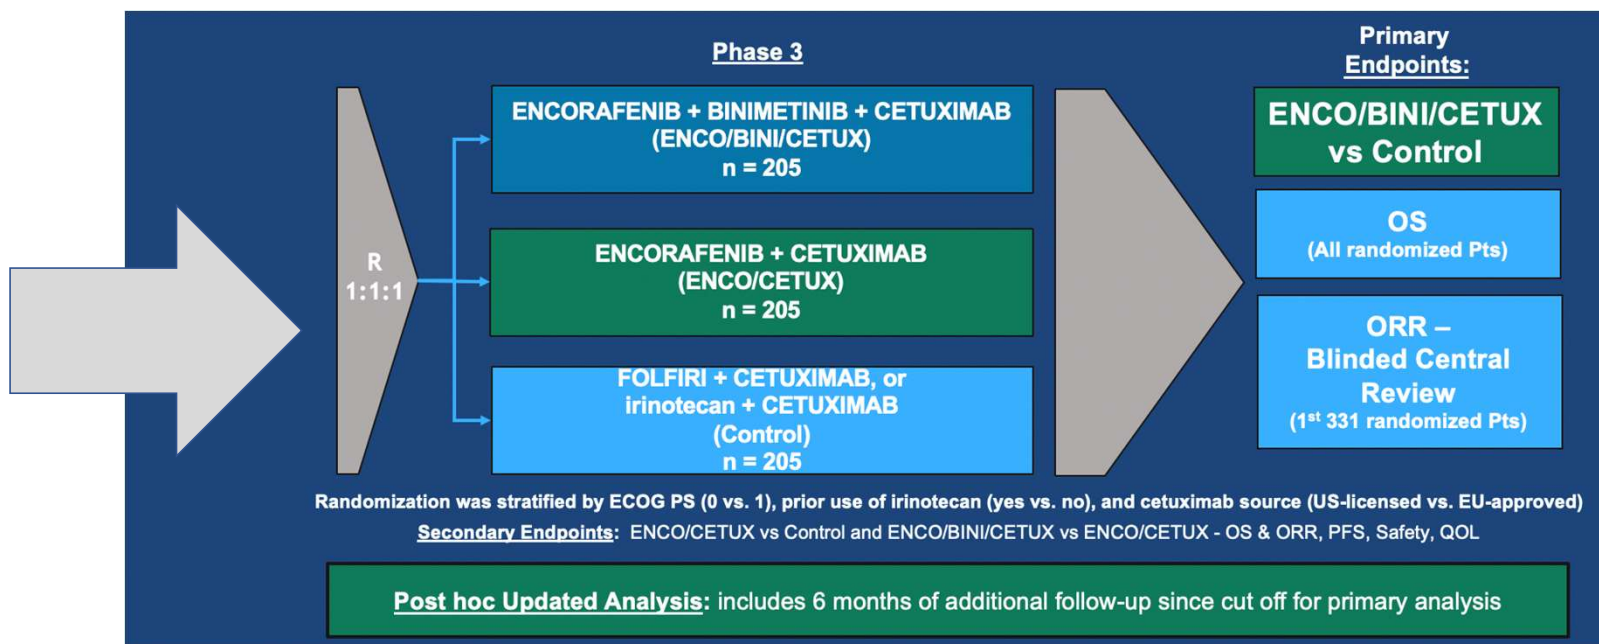 Phase 3
Primary
Endpoints:
R
1:1:1
ENCORAFENIB + BINIMETINIB + CETUXIMAB
(ENCO/BINI/CETUX)
n = 205
ENCORAFENIB + CETUXIMAB
(ENCO/CETUX)
n = 205
FOLFIRI + CETUXIMAB, or
irinotecan + CETUXIMAB
(Control)
n = 205
ENCO/BINI/CETUX
vs Control
OS
(All randomized Pts)
ORR –
Blinded Central
Review
(1st 331 randomized Pts)
Randomization was stratified by ECOG PS (0 vs. 1), prior use of irinotecan (yes vs. no), and cetuximab source (US-licensed vs. EU-approved)
Secondary Endpoints: ENCO/CETUX vs Control and ENCO/BINI/CETUX vs ENCO/CETUX - OS & ORR, PFS, Safety, QOL
Post hoc Updated Analysis: includes 6 months of additional follow-up since cut off for primary analysis